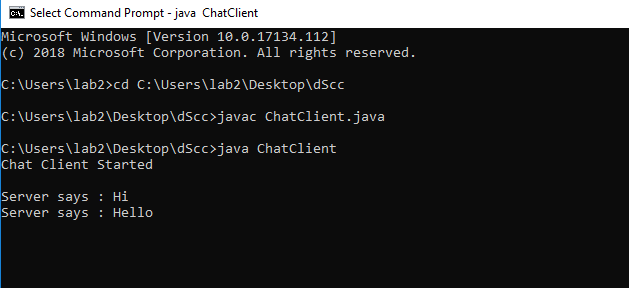 Select Command Prompt - java  ChatClient
Microsoft Windows [Version 10.0.17134.112]
(c) 2018 Microsoft Corporation. All rights reserved.
C:\Users\lab2>cd C:\Users\lab2\Desktop\dScc
C:\Users\lab2\Desktop\dScc>javac ChatClient.java
C:\Users\lab2\Desktop\dScc>java ChatClient
Chat Client Started
Server says : Hi
Server says : Hello